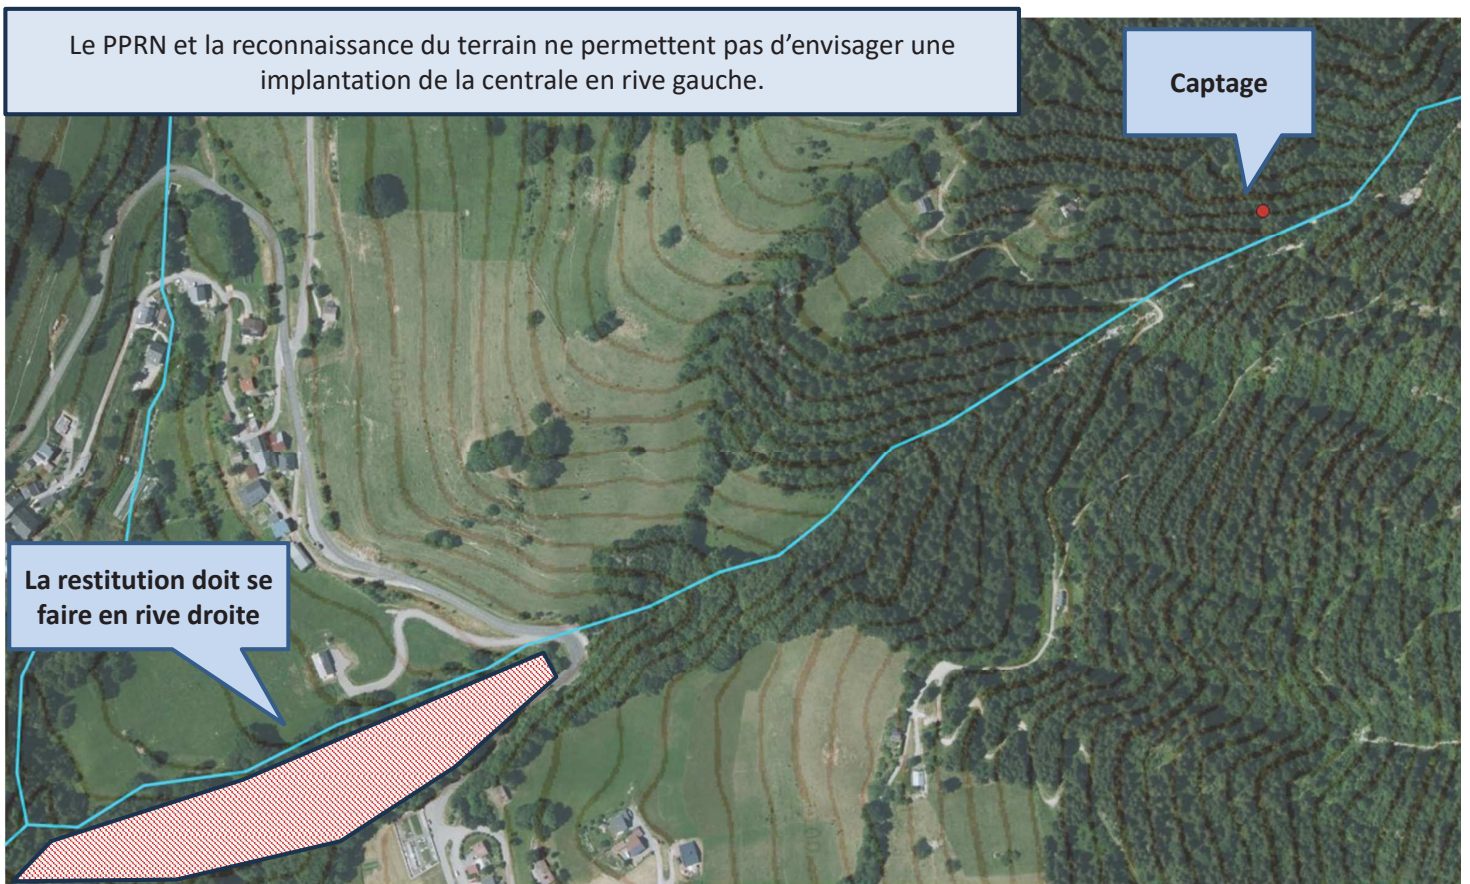 Le PPRN et la reconnaissance du terrain ne permettent pas d’envisager une
implantation de la centrale en rive gauche.
Captage
La restitution doit se
faire en rive droite